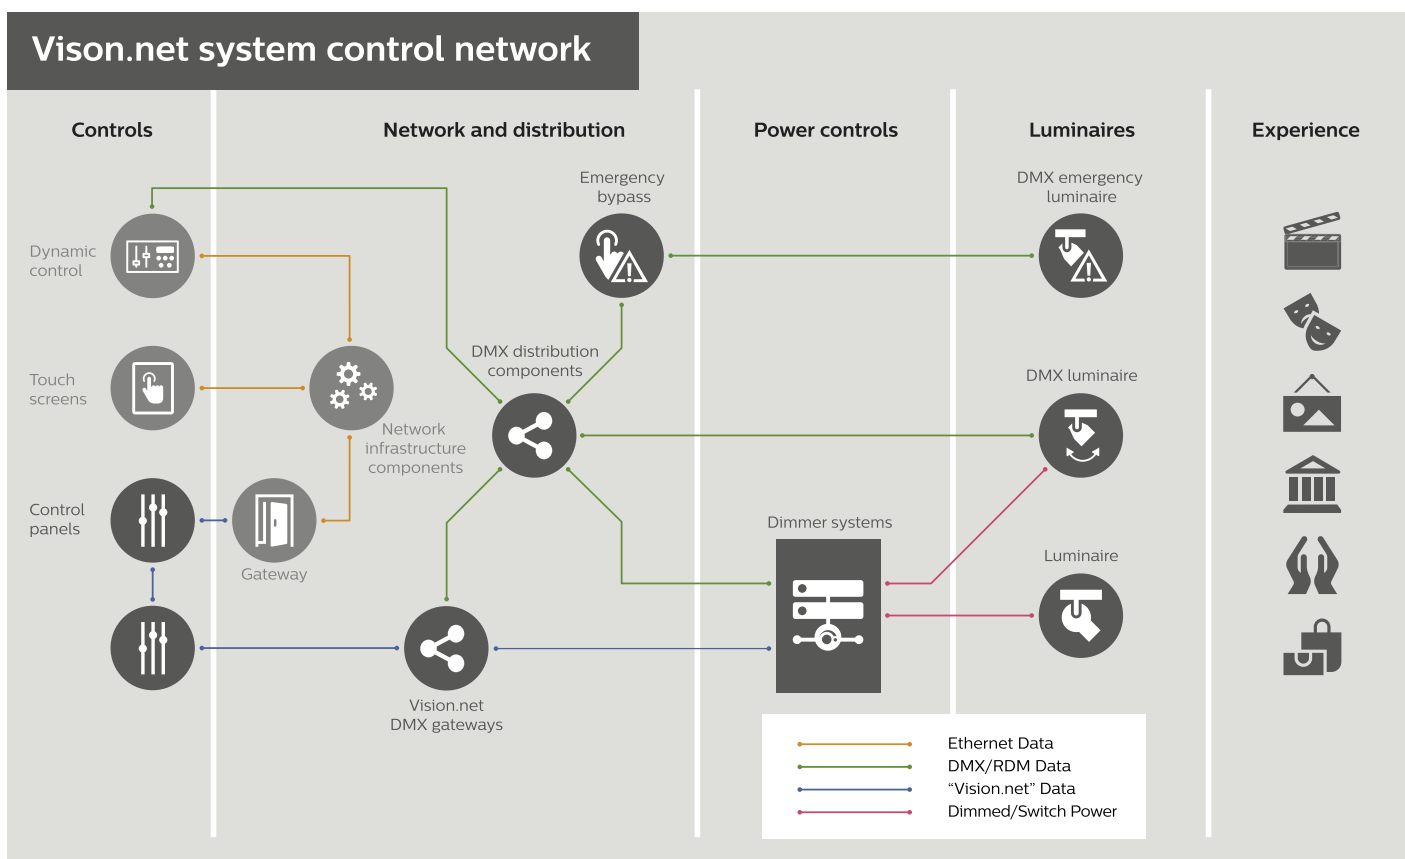 Vison.net system control network
Controls
Network and distribution
Power controls
Luminaires
Experience
Emergency
bypass
DMX emergency
luminaire
Dynamic
control
DMX distribution
components
Touch
screens
DMX luminaire
Network
infrastructure
components
Control
panels
Gateway
Dimmer systems
Luminaire
Vision.net
DMX gateways
Ethernet Data
DMX/RDM Data
“Vision.net” Data
Dimmed/Switch Power